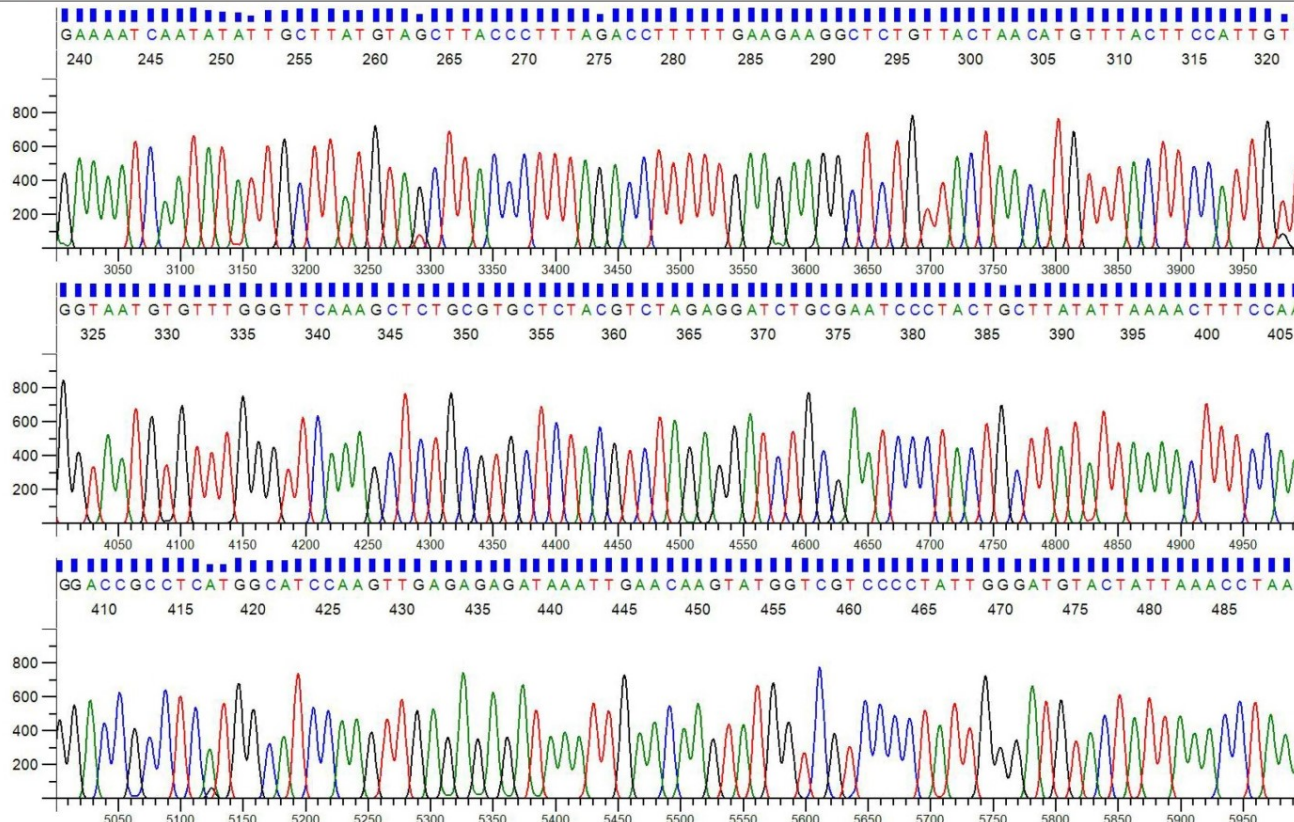 GAAAATCAATATATTGCTTATGTAGCTTACCCTTTAGACCTTTTTGAAGAAGGCTCTGTTACTAACATGTTTACTTCCATTGT
240 245 250 255 260 265 270 275 280 285 290 295 300 305 310 315 320
800
600
400
200
3050 3100 3150 3200 3250 3300 3350 3400 3450 3500 3550 3600 3650 3700 3750 3800 3850 3900 3950
GGTAATGTGTTTGGGTTCAAAGCTCTGCGTGCTCTACGTCTAGAGGATCTGCGAATCCCTACTGCTTATATTAAAACTTTCCAA
325 330 335 340 345 350 355 360 365 370 375 380 385 390 395 400 405
800
600
400
200
4050 4100 4150 4200 4250 4300 4350 4400 4450 4500 4550 4600 4650 4700 4750 4800 4850 4900 4950
GGACCGCCTCATGGCATCCAAGTTGAGAGAGATAAATTGAACAAGTATGGTCGTCCCCTATTGGGATGTACTATTAAACCTAA
410 415 420 425 430 435 440 445 450 455 460 465 470 475 480 485
800
600
400
200
5050 5100 5150 5200 5250 5300 5350 5400 5450 5500 5550 5600 5650 5700 5750 5800 5850 5900 5950